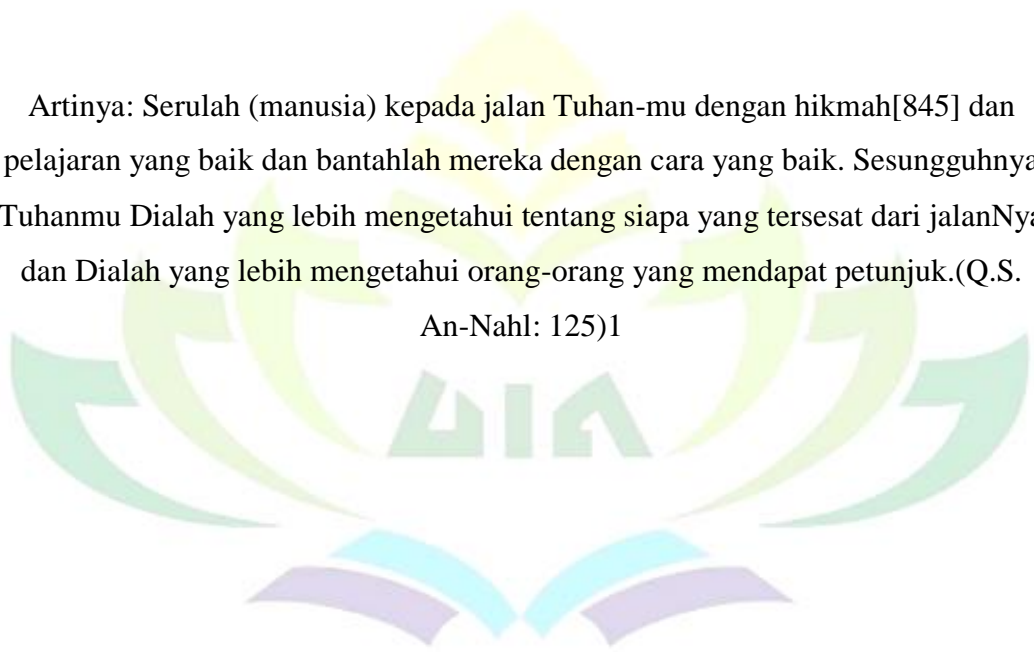 Artinya: Serulah (manusia) kepada jalan Tuhan-mu dengan hikmah[845] dan
pelajaran yang baik dan bantahlah mereka dengan cara yang baik. Sesungguhnya
Tuhanmu Dialah yang lebih mengetahui tentang siapa yang tersesat dari jalanNya
dan Dialah yang lebih mengetahui orang-orang yang mendapat petunjuk.(Q.S.
An-Nahl: 125)1
UIN